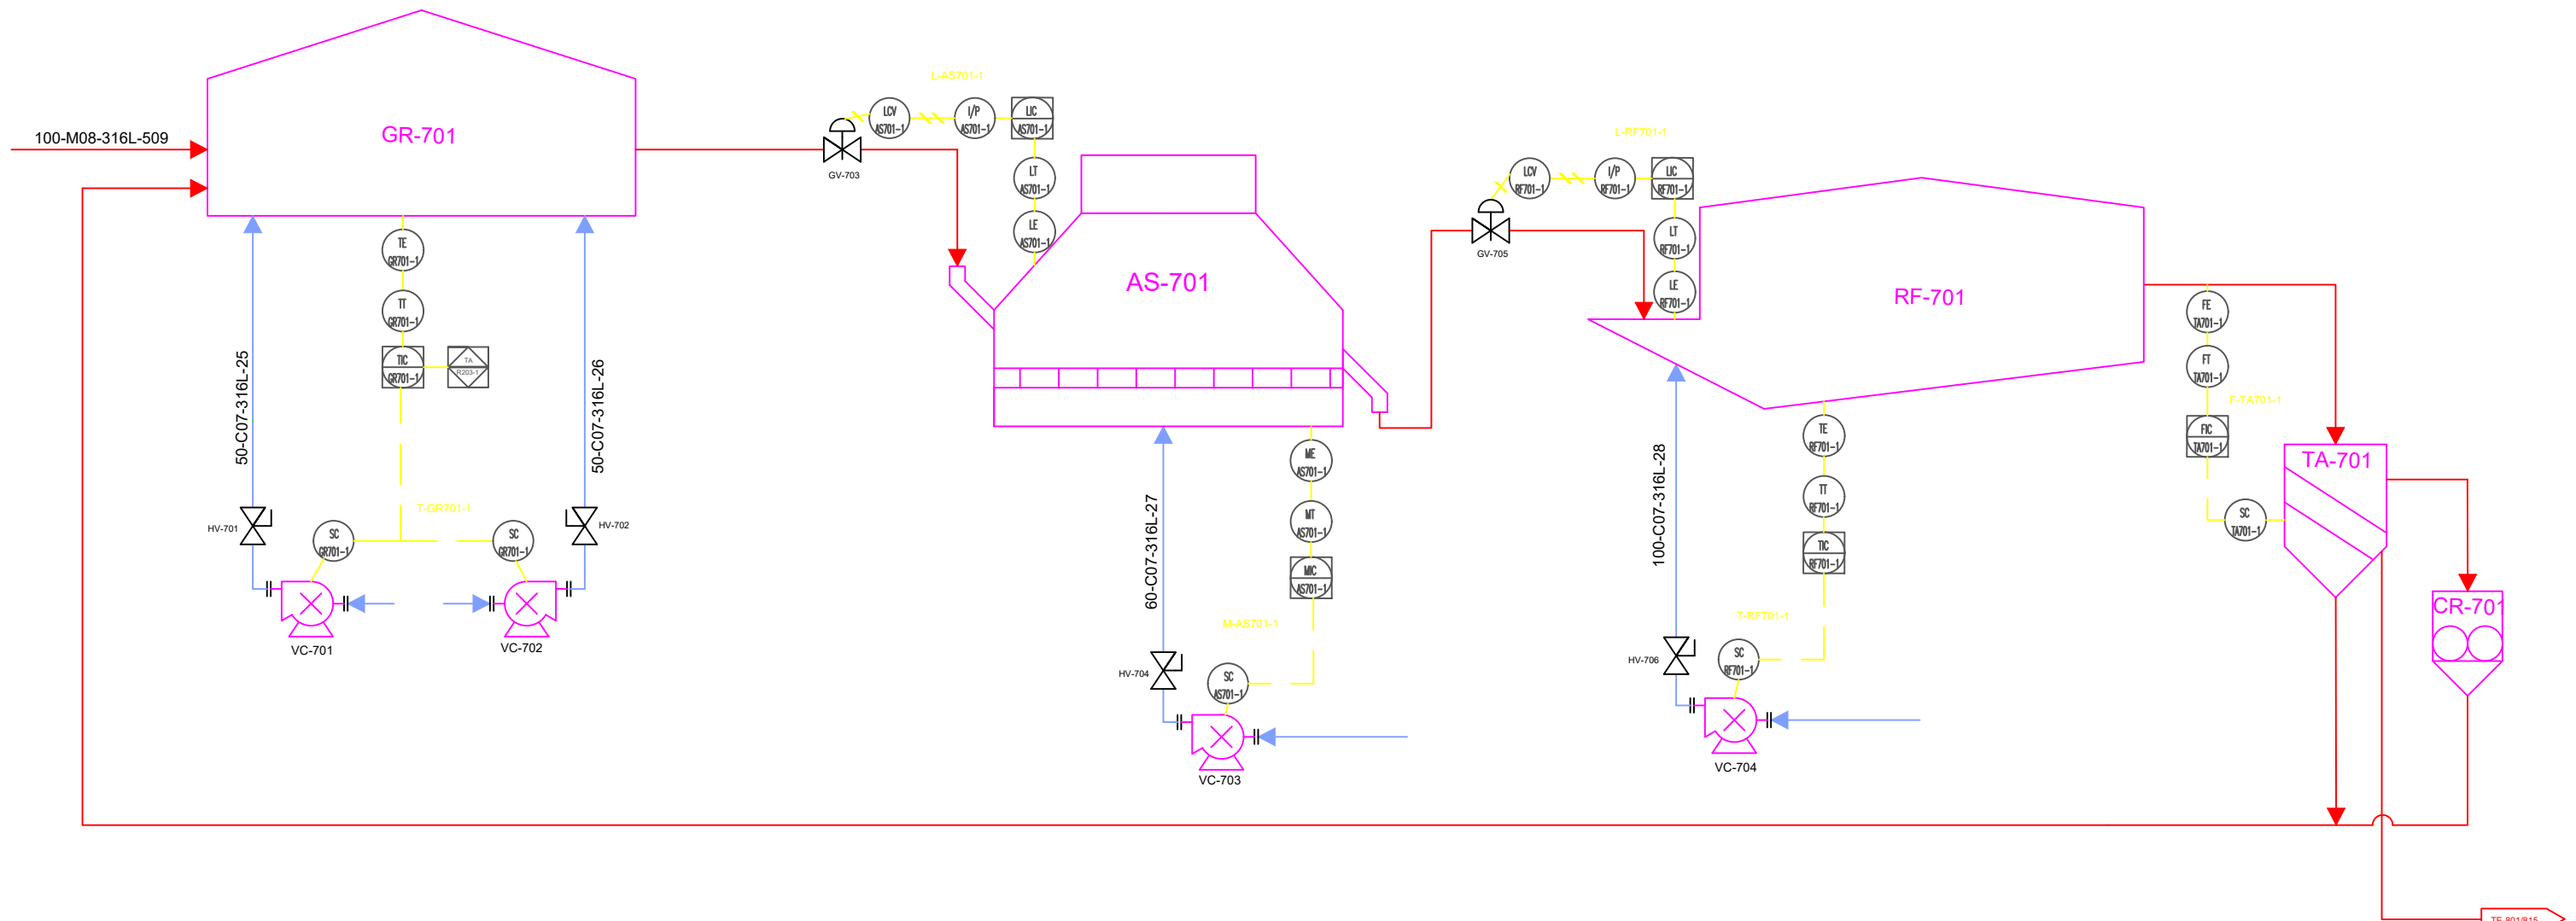 100-M08-316L-509
GR-701
TE
GR701-1
TT
GR701-1
TIC
GR701-1
TA
R203-1
50-C07-316L-25
50-C07-316L-26
T-GR701-1
HV-701
HV-702
SC
GR701-1
SC
GR701-1
VC-701
VC-702
L-AS701-1
LCV
AS701-1
I/P
AS701-1
LIC
AS701-1
GV-703
LT
AS701-1
LE
AS701-1
AS-701
ME
AS701-1
MT
AS701-1
MIC
AS701-1
60-C07-316L-27
M-AS701-1
HV-704
SC
AS701-1
VC-703
L-RF701-1
LCV
RF701-1
I/P
RF701-1
LIC
RF701-1
GV-705
LT
RF701-1
LE
RF701-1
RF-701
TE
RF701-1
TT
RF701-1
TIC
RF701-1
100-C07-316L-28
T-RF701-1
HV-706
SC
RF701-1
VC-704
FE
TA701-1
FT
TA701-1
F-TA701-1
FIC
TA701-1
SC
TA701-1
TA-701
CR-701
TE-801/815